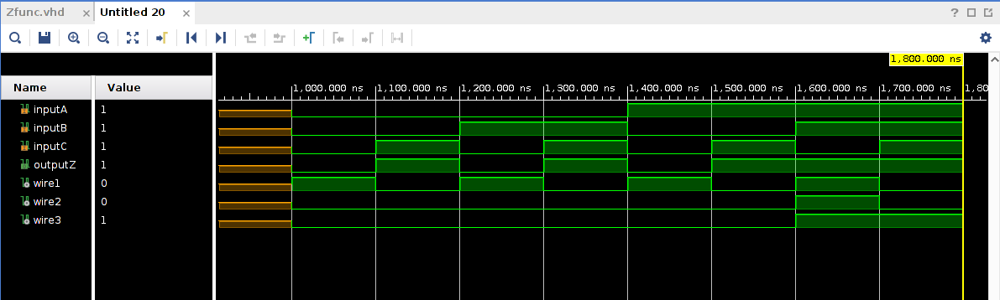 Zfunc.vhd × Untitled 20 ×
?
1,800.000 ns
Name Value
1,000.000 ns 1,100.000 ns 1,200.000 ns 1,300.000 ns 1,400.000 ns 1,500.000 ns 1,600.000 ns 1,700.000 ns 1,80
inputA 1
inputB 1
inputC 1
outputZ 1
wire1 0
wire2 0
wire3 1